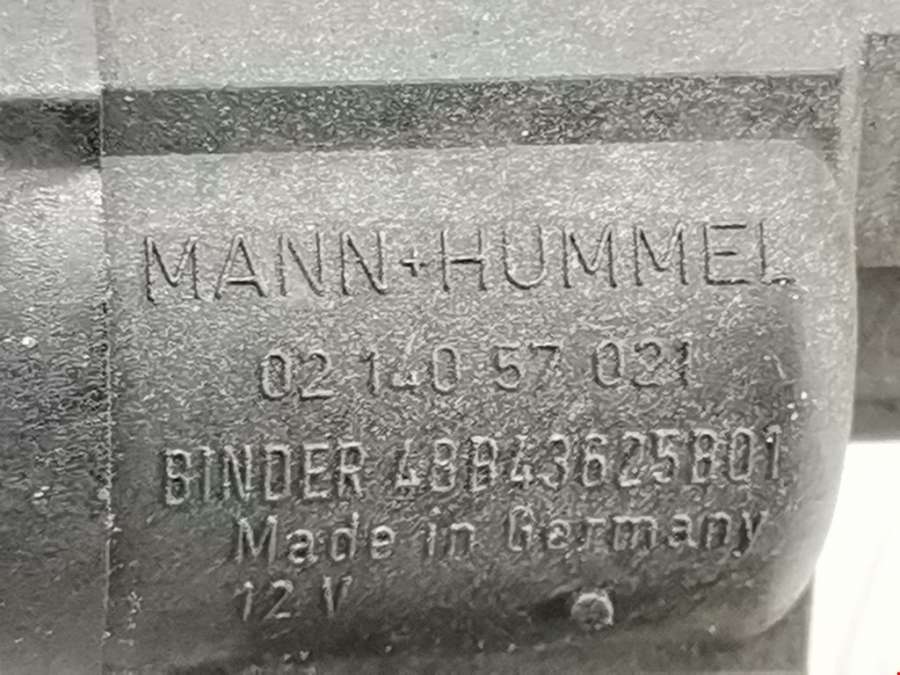 MANN+HUMMEL
02 140 57 021
BINDER 48B43625B01
Made in Germany
12 V